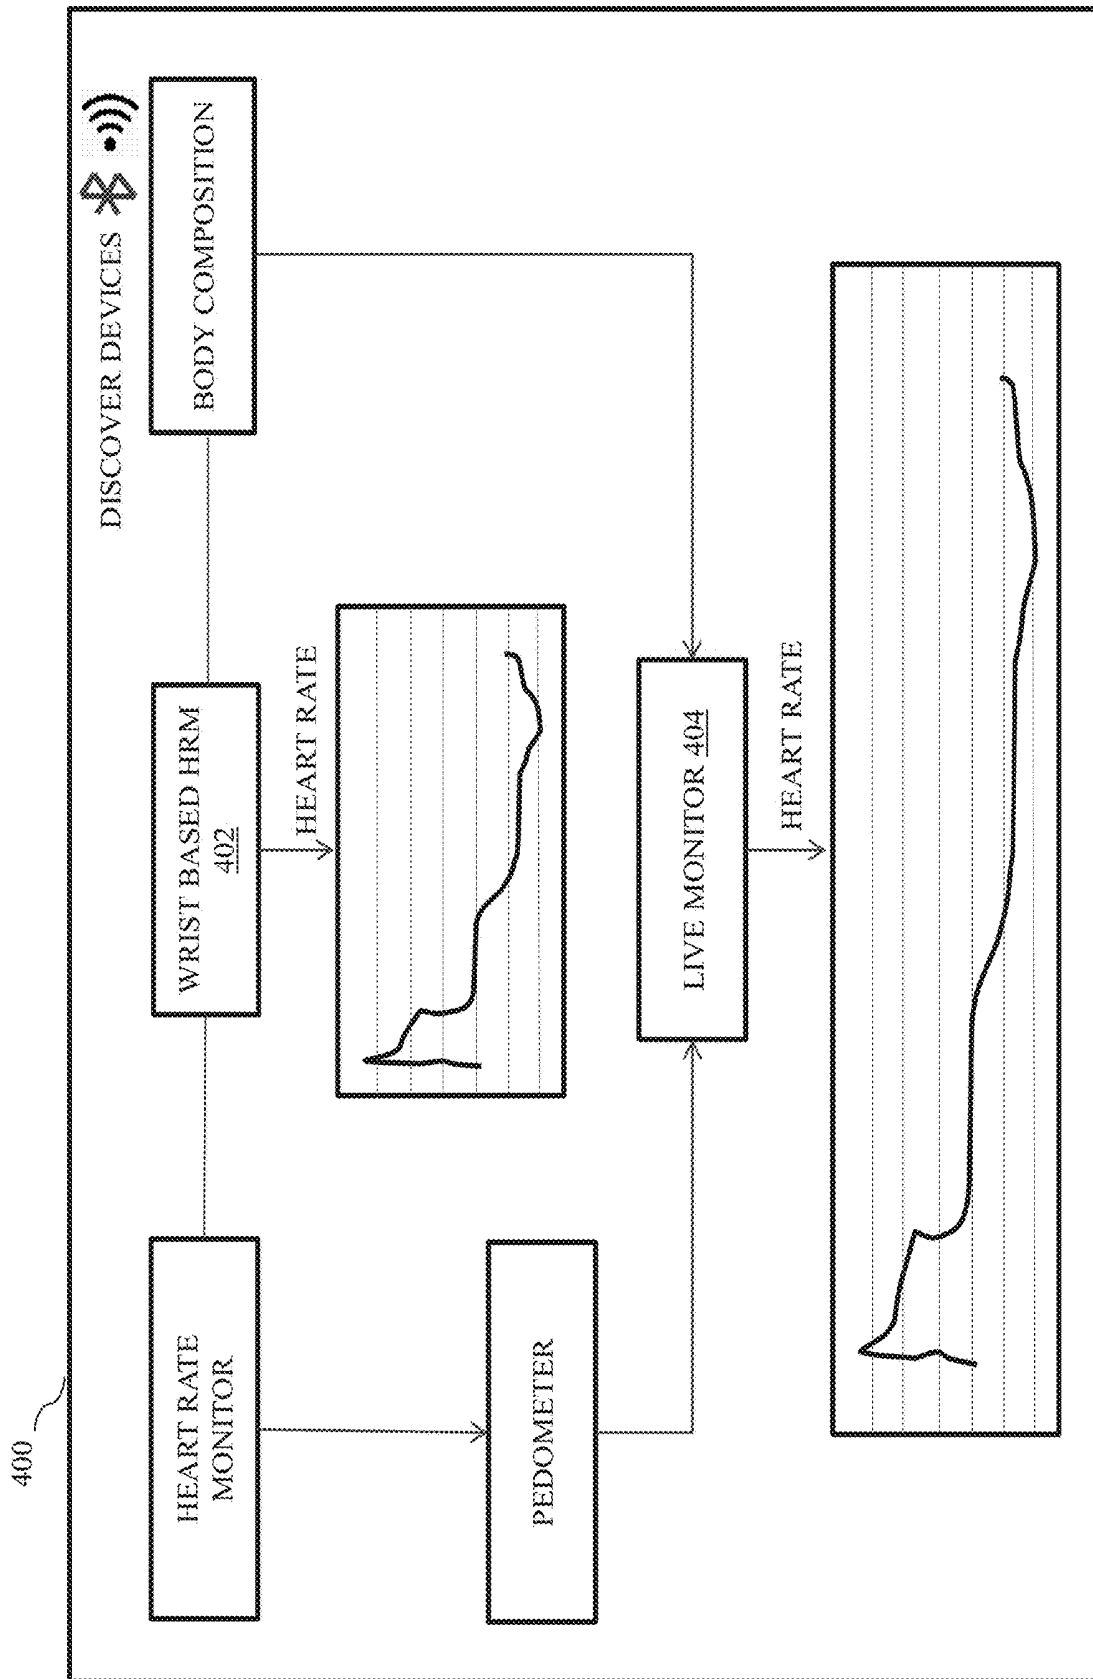 400
DISCOVER DEVICES
HEART RATE
MONITOR
WRIST BASED HRM
402
BODY COMPOSITION
HEART RATE
PEDOMETER
LIVE MONITOR 404
HEART RATE